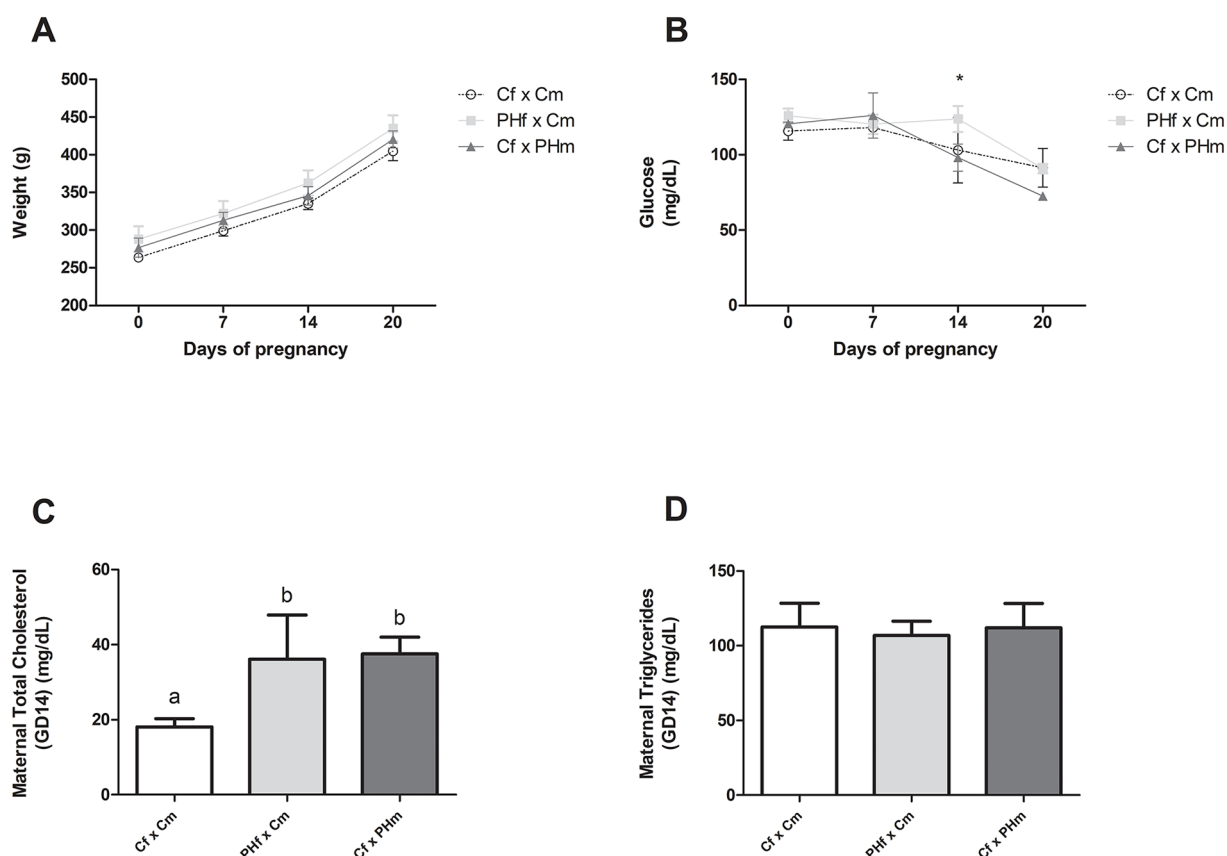 A
500
450
400
350
300
250
200
Weight (g)
0 7 14 20
Days of pregnancy
Cf x Cm
PHf x Cm
Cf x PHm
B
150
100
50
0
Glucose
(mg/dL)
*
0 7 14 20
Days of pregnancy
Cf x Cm
PHf x Cm
Cf x PHm
C
60
40
20
0
Maternal Total Cholesterol
(GD14) (mg/dL)
a
b
b
Cf x Cm
PHf x Cm
Cf x PHm
D
150
100
50
0
Maternal Triglycerides
(GD14) (mg/dL)
Cf x Cm
PHf x Cm
Cf x PHm